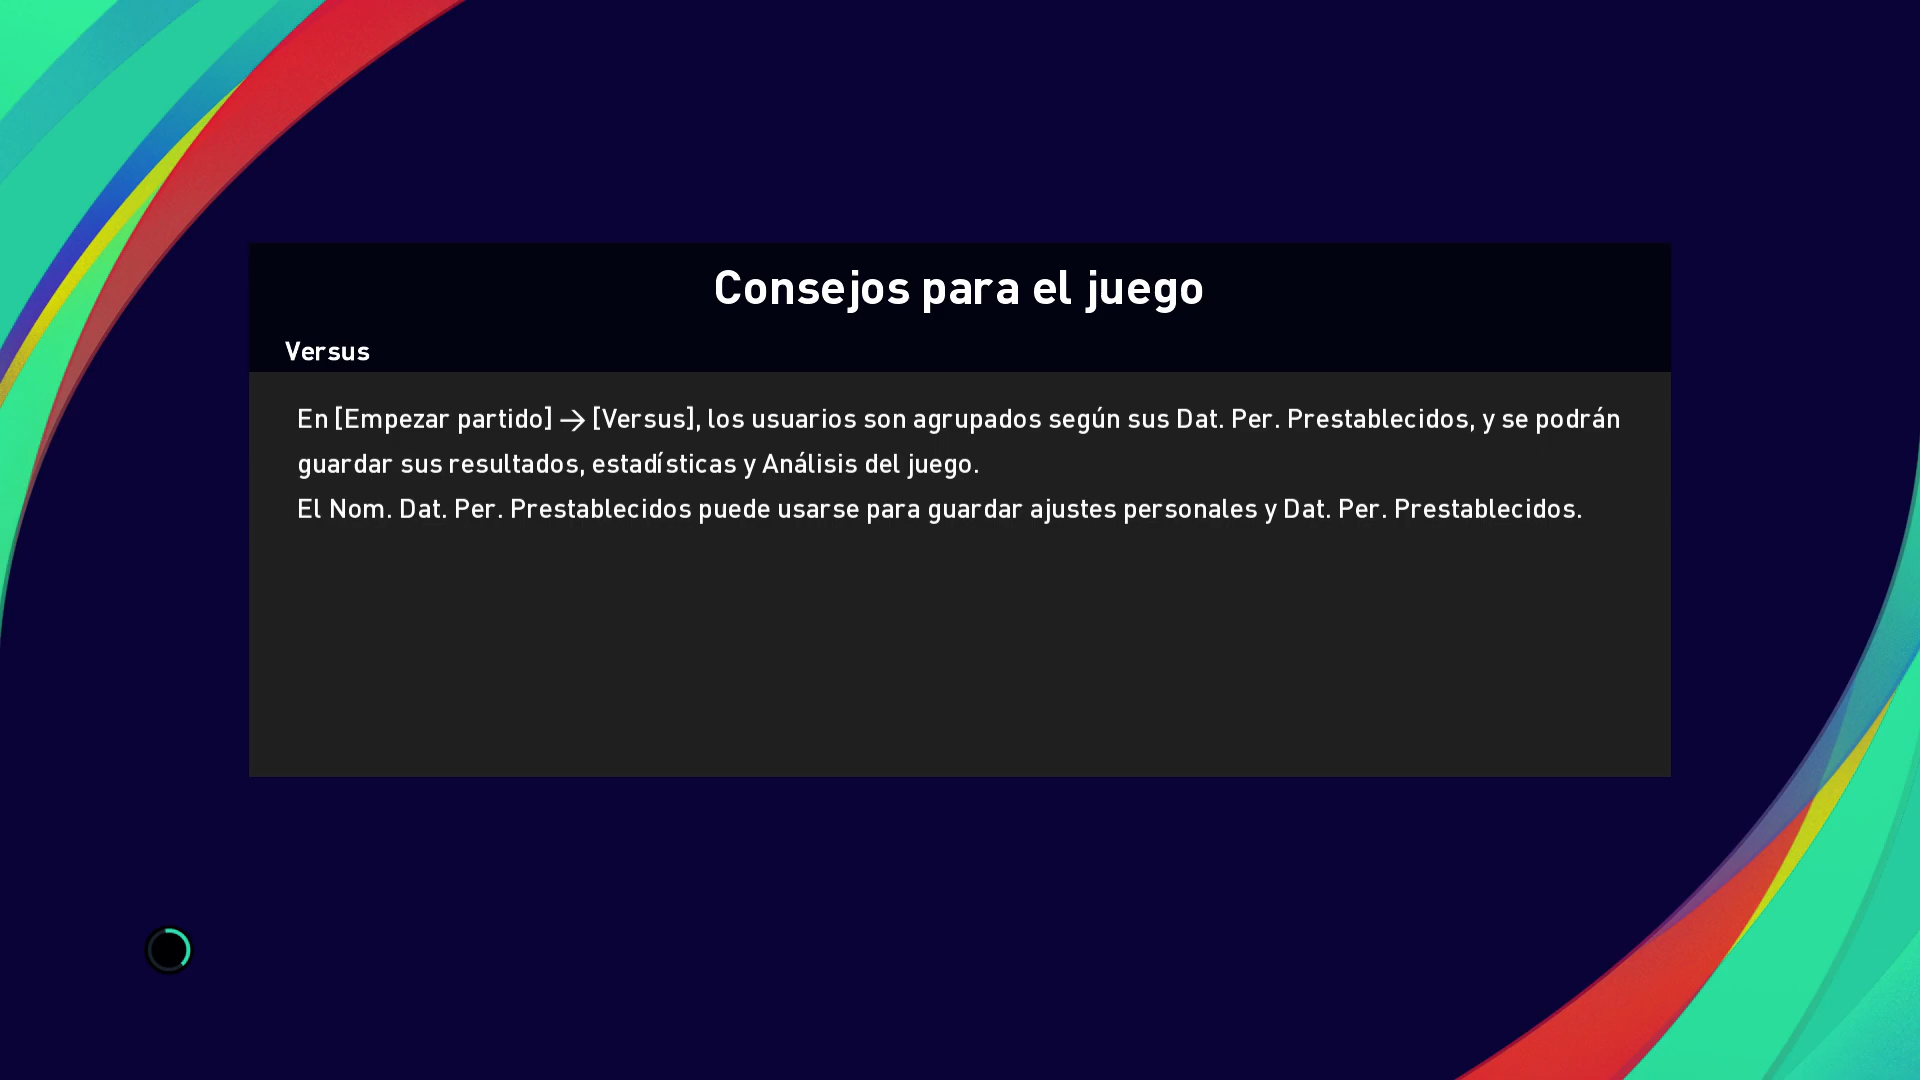 Consejos para el juego
Versus
En [Empezar partido] → [Versus], los usuarios son agrupados según sus Dat. Per. Prestablecidos, y se podrán
guardar sus resultados, estadísticas y Análisis del juego.
El Nom. Dat. Per. Prestablecidos puede usarse para guardar ajustes personales y Dat. Per. Prestablecidos.